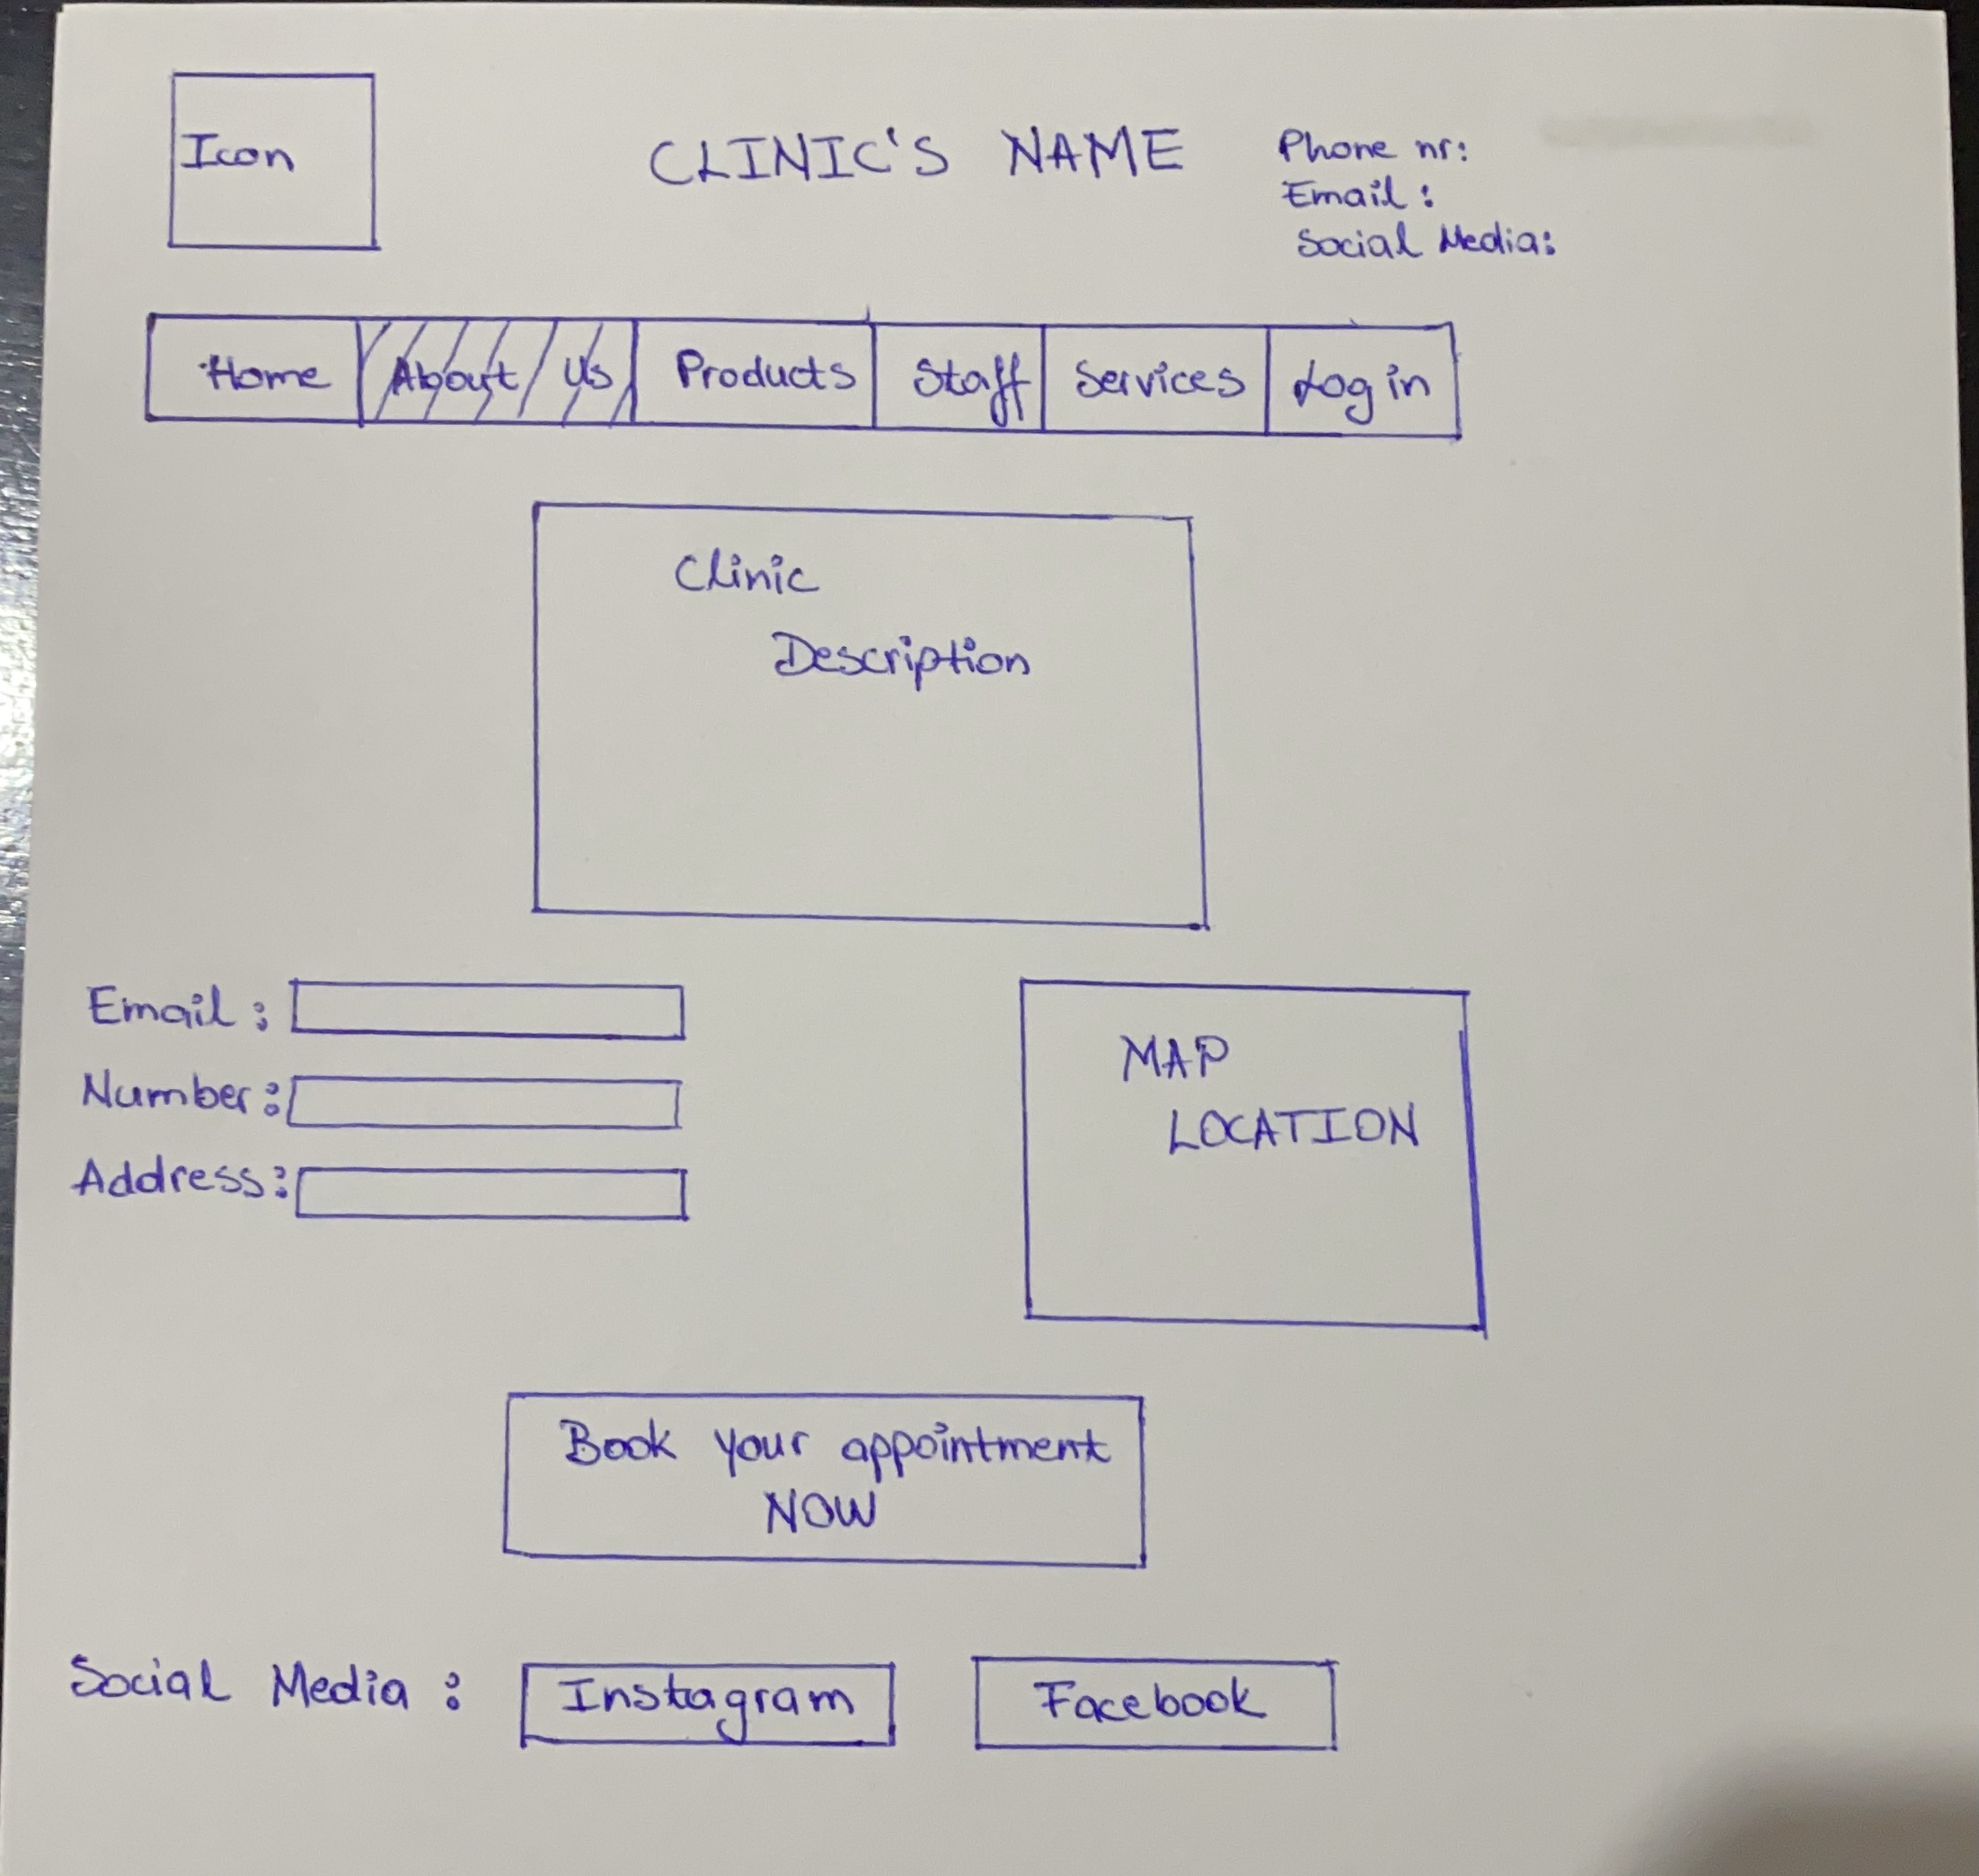 Icon
CLINIC'S NAME
Phone nr:
Email:
Social Media:
Home About Us Products Staff Services Log in
Clinic
Description
Email:
Number:
Address:
MAP
LOCATION
Book your appointment
NOW
Social Media: Instagram Facebook